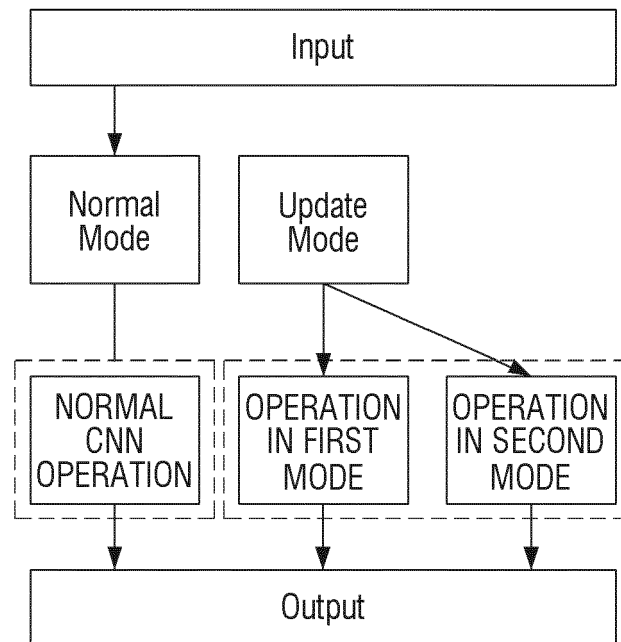 Input
Normal
Mode
Update
Mode
NORMAL
CNN
OPERATION
OPERATION
IN FIRST
MODE
OPERATION
IN SECOND
MODE
Output